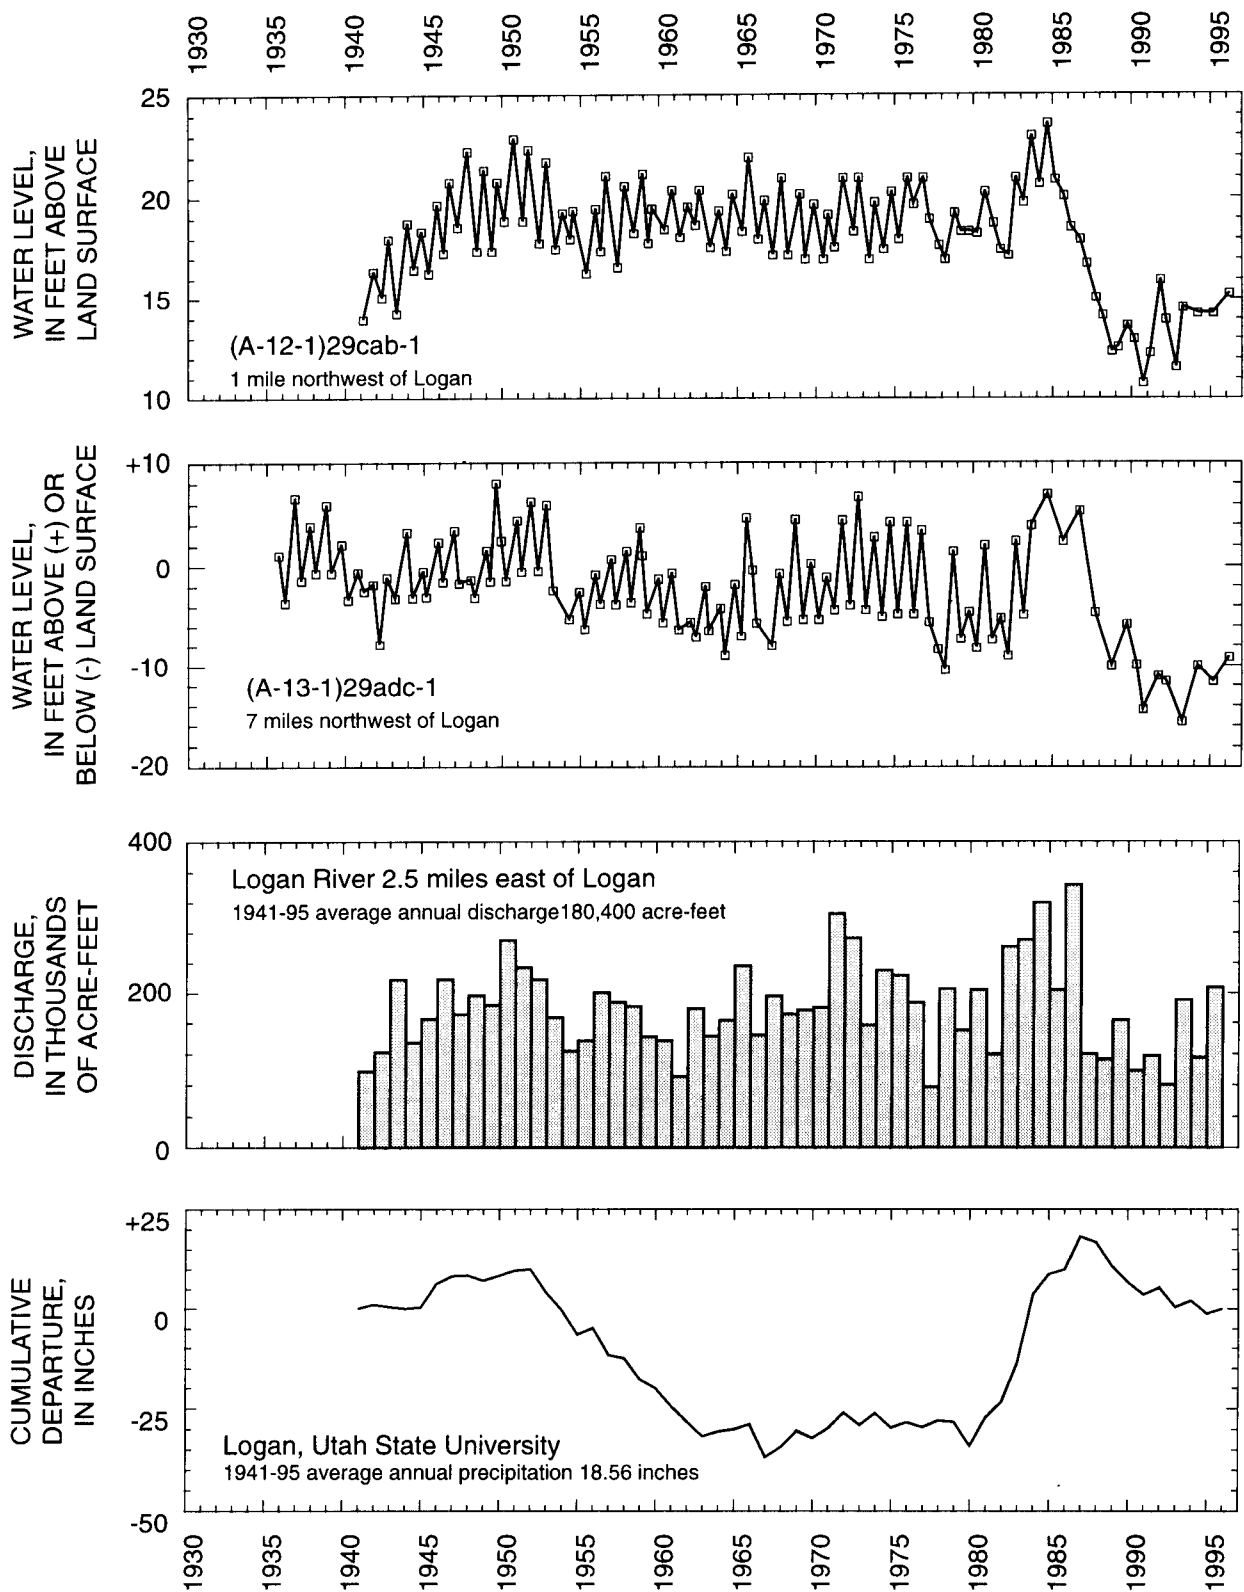 1930 1935 1940 1945 1950 1955 1960 1965 1970 1975 1980 1985 1990 1995
WATER LEVEL,
IN FEET ABOVE
LAND SURFACE
25
20
15
10
(A-12-1)29cab-1
1 mile northwest of Logan
WATER LEVEL,
IN FEET ABOVE (+) OR
BELOW (-) LAND SURFACE
+10
0
-10
-20
(A-13-1)29adc-1
7 miles northwest of Logan
DISCHARGE,
IN THOUSANDS
OF ACRE-FEET
400
200
0
Logan River 2.5 miles east of Logan
1941-95 average annual discharge180,400 acre-feet
CUMULATIVE
DEPARTURE,
IN INCHES
+25
0
-25
-50
Logan, Utah State University
1941-95 average annual precipitation 18.56 inches
1930 1935 1940 1945 1950 1955 1960 1965 1970 1975 1980 1985 1990 1995